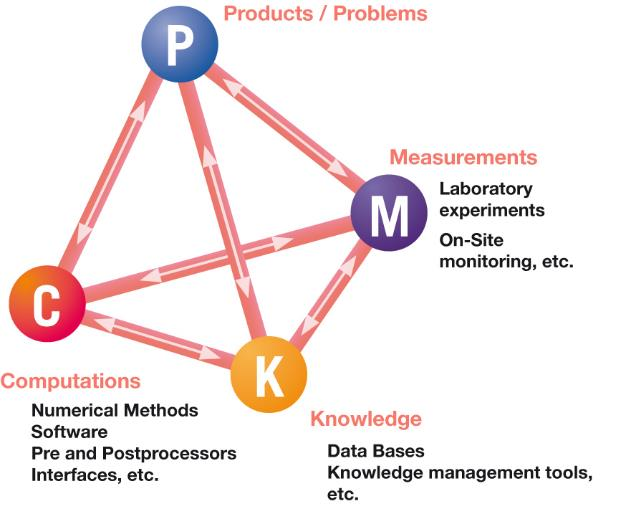 Products / Problems
P
Measurements
M
Laboratory
experiments
On-Site
monitoring, etc.
C
K
Computations
Numerical Methods
Software
Pre and Postprocessors
Interfaces, etc.
Knowledge
Data Bases
Knowledge management tools,
etc.